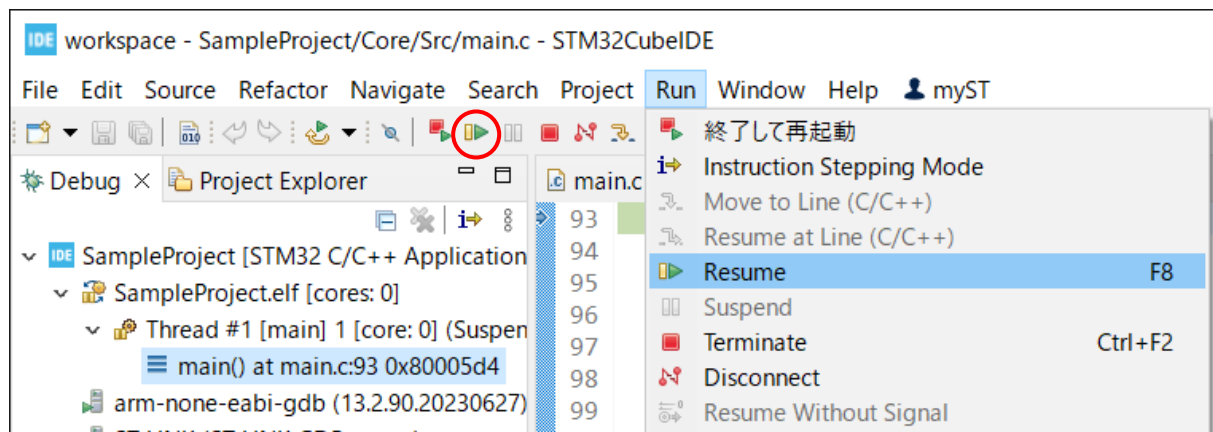 IDE workspace - SampleProject/Core/Src/main.c - STM32CubeIDE
File Edit Source Refactor Navigate Search Project Run Window Help myST
010
Debug Project Explorer
main.c
SampleProject [STM32 C/C++ Application
SampleProject.elf [cores: 0]
Thread #1 [main] 1 [core: 0] (Suspen
main() at main.c:93 0x80005d4
arm-none-eabi-gdb (13.2.90.20230627)
93
94
95
96
97
98
99
終了して再起動
Instruction Stepping Mode
Move to Line (C/C++)
Resume at Line (C/C++)
Resume F8
Suspend
Terminate Ctrl+F2
Disconnect
Resume Without Signal